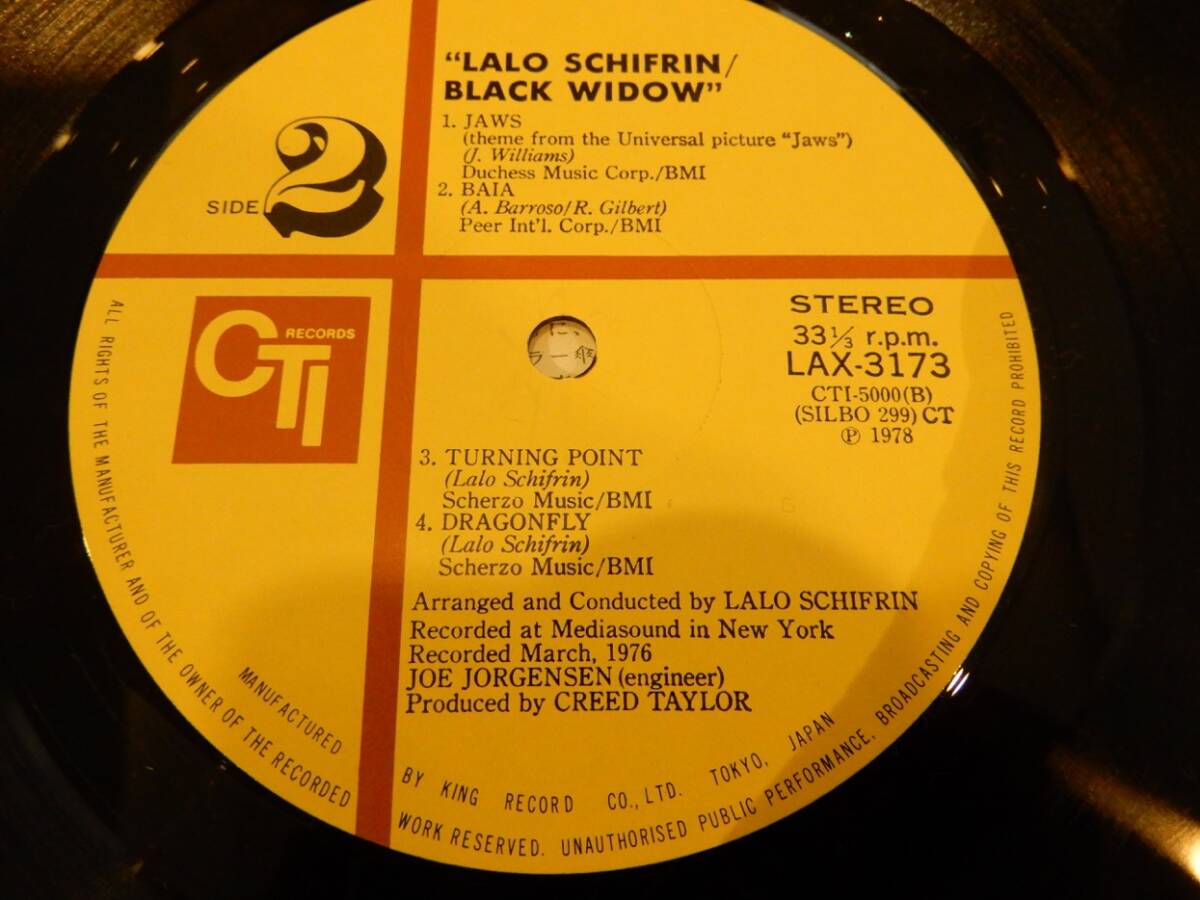 “LALO SCHIFRIN/
BLACK WIDOW”
1. JAWS
(theme from the Universal picture “Jaws”)
(J. Williams)
Duchess Music Corp./BMI
2. BAIA
(A. Barroso/R. Gilbert)
Peer Int'l. Corp./BMI
SIDE 2
CTI RECORDS
STEREO
33⅓ r.p.m.
LAX-3173
CTI-5000(B)
(SILBO 299) CT
℗ 1978
3. TURNING POINT
(Lalo Schifrin)
Scherzo Music/BMI
4. DRAGONFLY
(Lalo Schifrin)
Scherzo Music/BMI
Arranged and Conducted by LALO SCHIFRIN
Recorded at Mediasound in New York
Recorded March, 1976
JOE JORGENSEN (engineer)
Produced by CREED TAYLOR
MANUFACTURED BY KING RECORD CO., LTD. TOKYO, JAPAN
ALL RIGHTS OF THE MANUFACTURER AND OF THE OWNER OF THE RECORDED WORK RESERVED. UNAUTHORISED PUBLIC PERFORMANCE, BROADCASTING AND COPYING OF THIS RECORD PROHIBITED